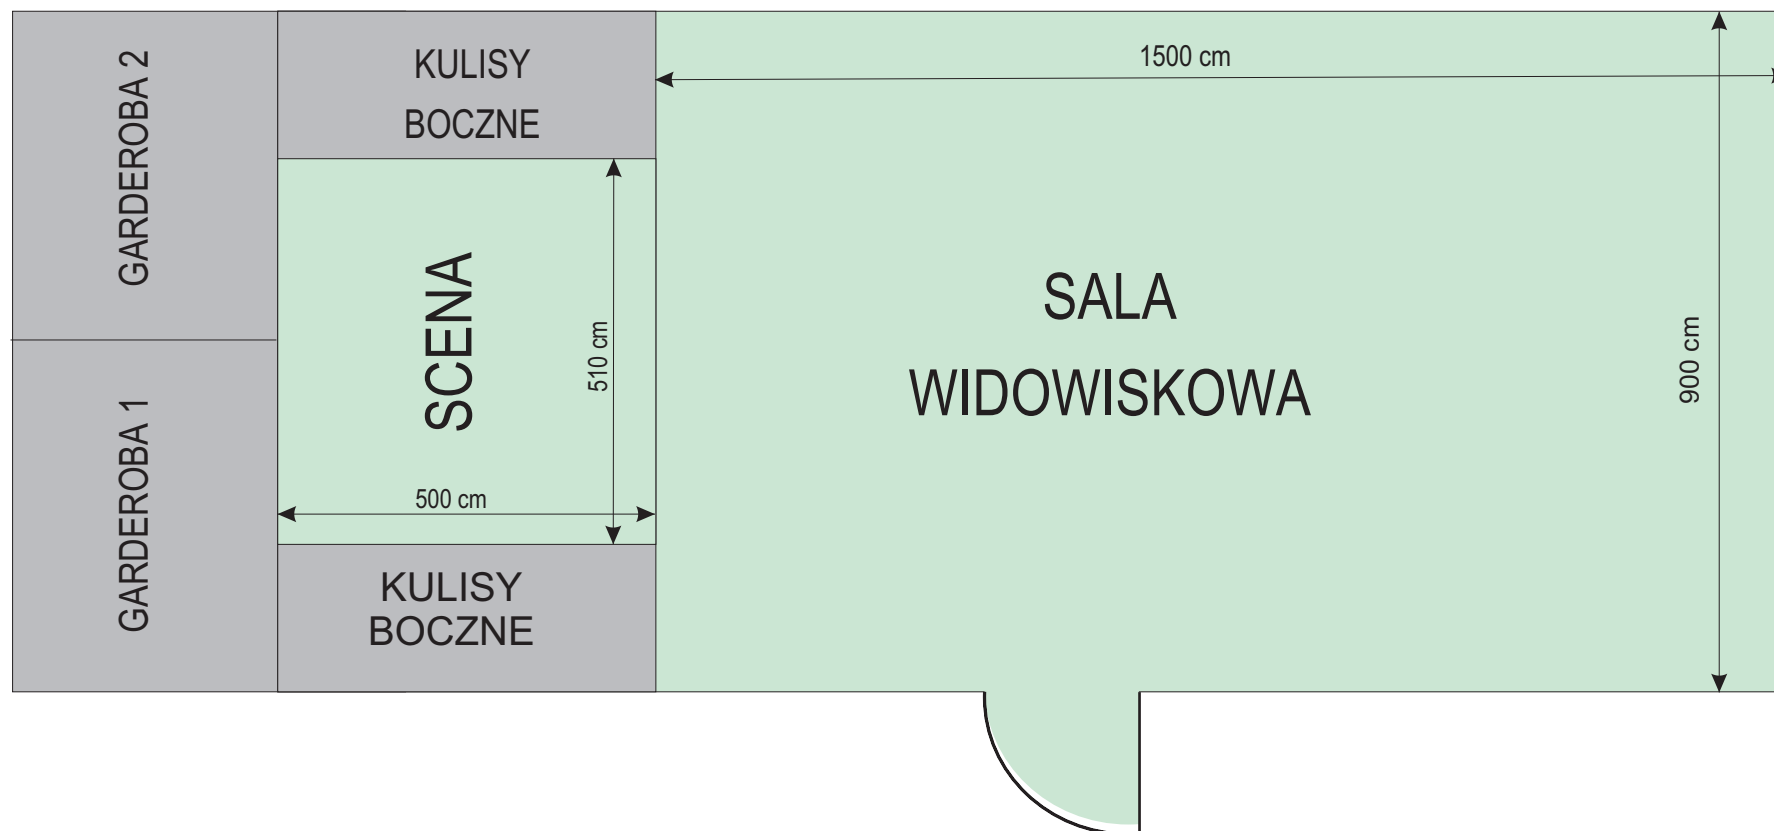 GARDEROBA 2
GARDEROBA 1
KULISY
BOCZNE
SCENA
510 cm
500 cm
KULISY
BOCZNE
1500 cm
SALA
WIDOWISKOWA
900 cm